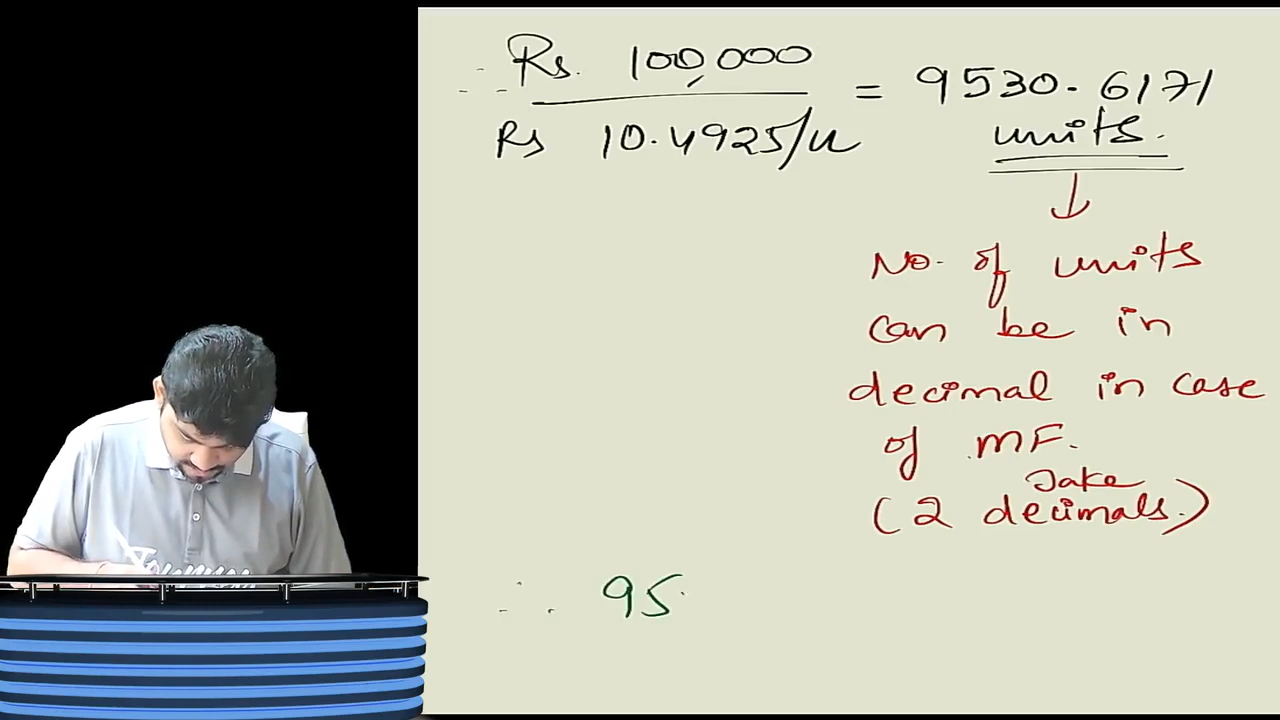 ∴ Rs. 100,000 = 9530.6171
Rs 10.4925/u units.
↓
No. of units
can be in
decimal in case
of MF.
Take
(2 decimals.)
∴ 95